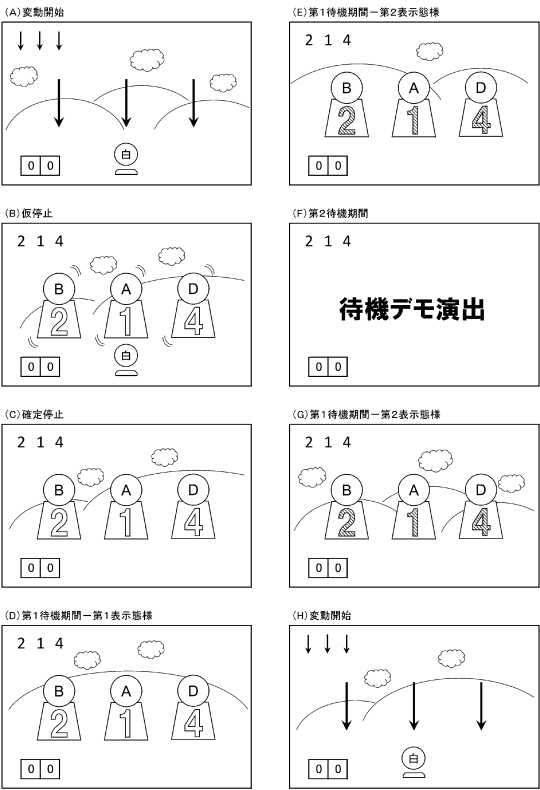 (A)変動開始
白
0 0
(B)仮停止
2 1 4
B A D
2 1 4
白
0 0
(C)確定停止
2 1 4
B A D
2 1 4
0 0
(D)第1待機期間ー第1表示態様
2 1 4
B A D
2 1 4
0 0
(E)第1待機期間ー第2表示態様
2 1 4
B A D
2 1 4
0 0
(F)第2待機期間
2 1 4
待機デモ演出
0 0
(G)第1待機期間ー第2表示態様
2 1 4
B A D
2 1 4
0 0
(H)変動開始
白
0 0